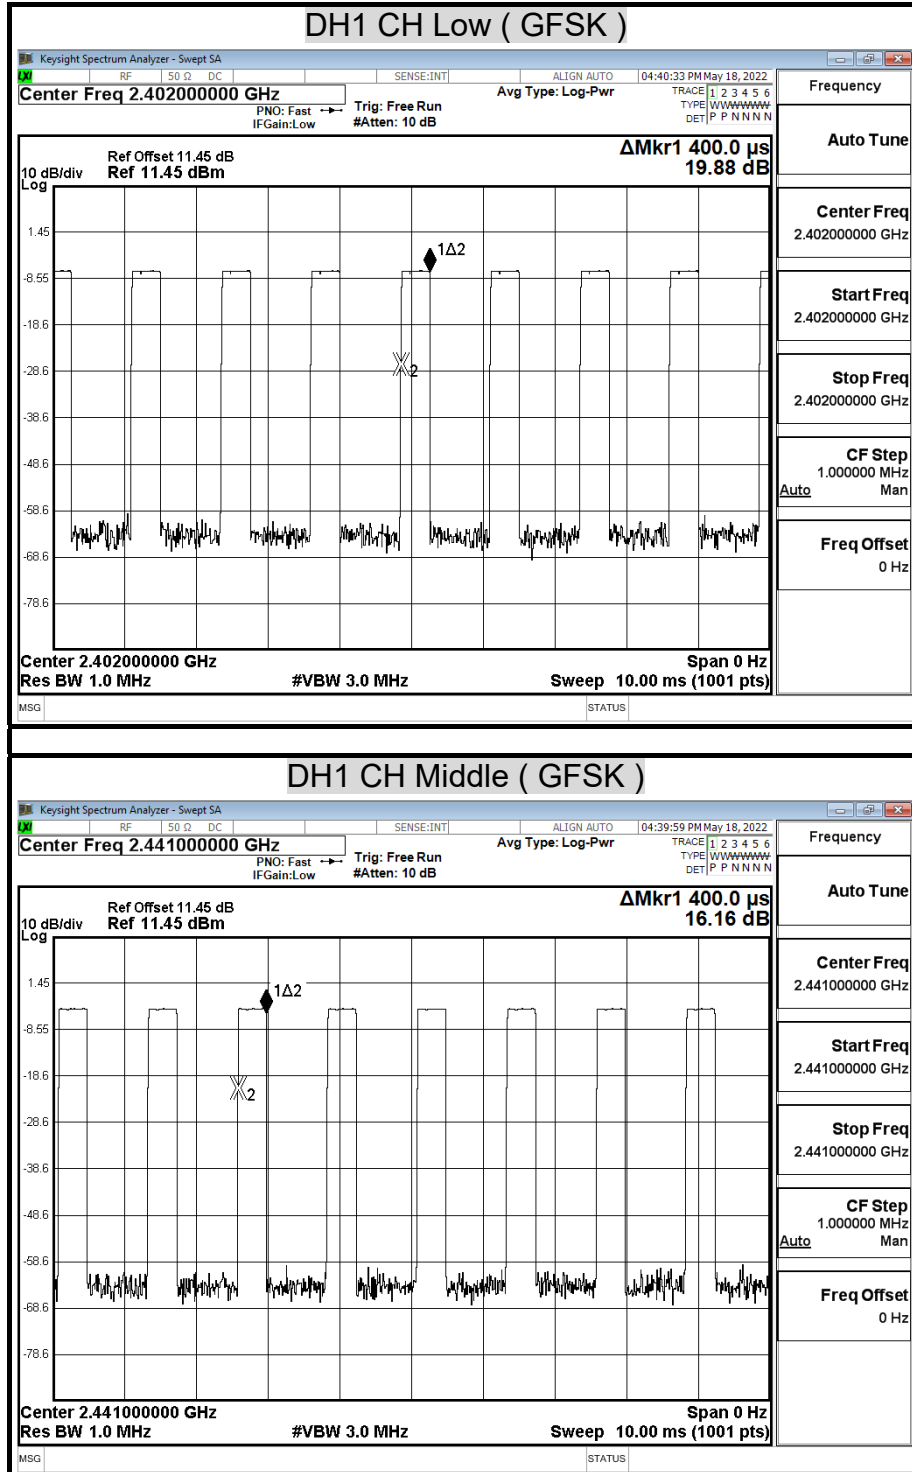 DH1 CH Low ( GFSK )
Keysight Spectrum Analyzer - Swept SA
LXI RF 50 Ω DC SENSE:INT ALIGN AUTO 04:40:33 PM May 18, 2022
Center Freq 2.402000000 GHz
PNO: Fast
IFGain:Low
Trig: Free Run
#Atten: 10 dB
Avg Type: Log-Pwr
TRACE 1 2 3 4 5 6
TYPE WWWWWW
DET P P N N N N
Ref Offset 11.45 dB
10 dB/div Ref 11.45 dBm
Log
ΔMkr1 400.0 µs
19.88 dB
1.45
-8.55
-18.6
-28.6
-38.6
-48.6
-58.6
-68.6
-78.6
1Δ2
2
Center 2.402000000 GHz Span 0 Hz
Res BW 1.0 MHz #VBW 3.0 MHz Sweep 10.00 ms (1001 pts)
MSG STATUS
Frequency
Auto Tune
Center Freq
2.402000000 GHz
Start Freq
2.402000000 GHz
Stop Freq
2.402000000 GHz
CF Step
1.000000 MHz
Auto Man
Freq Offset
0 Hz
DH1 CH Middle ( GFSK )
Keysight Spectrum Analyzer - Swept SA
LXI RF 50 Ω DC SENSE:INT ALIGN AUTO 04:39:59 PM May 18, 2022
Center Freq 2.441000000 GHz
PNO: Fast
IFGain:Low
Trig: Free Run
#Atten: 10 dB
Avg Type: Log-Pwr
TRACE 1 2 3 4 5 6
TYPE WWWWWW
DET P P N N N N
Ref Offset 11.45 dB
10 dB/div Ref 11.45 dBm
Log
ΔMkr1 400.0 µs
16.16 dB
1.45
-8.55
-18.6
-28.6
-38.6
-48.6
-58.6
-68.6
-78.6
1Δ2
2
Center 2.441000000 GHz Span 0 Hz
Res BW 1.0 MHz #VBW 3.0 MHz Sweep 10.00 ms (1001 pts)
MSG STATUS
Frequency
Auto Tune
Center Freq
2.441000000 GHz
Start Freq
2.441000000 GHz
Stop Freq
2.441000000 GHz
CF Step
1.000000 MHz
Auto Man
Freq Offset
0 Hz